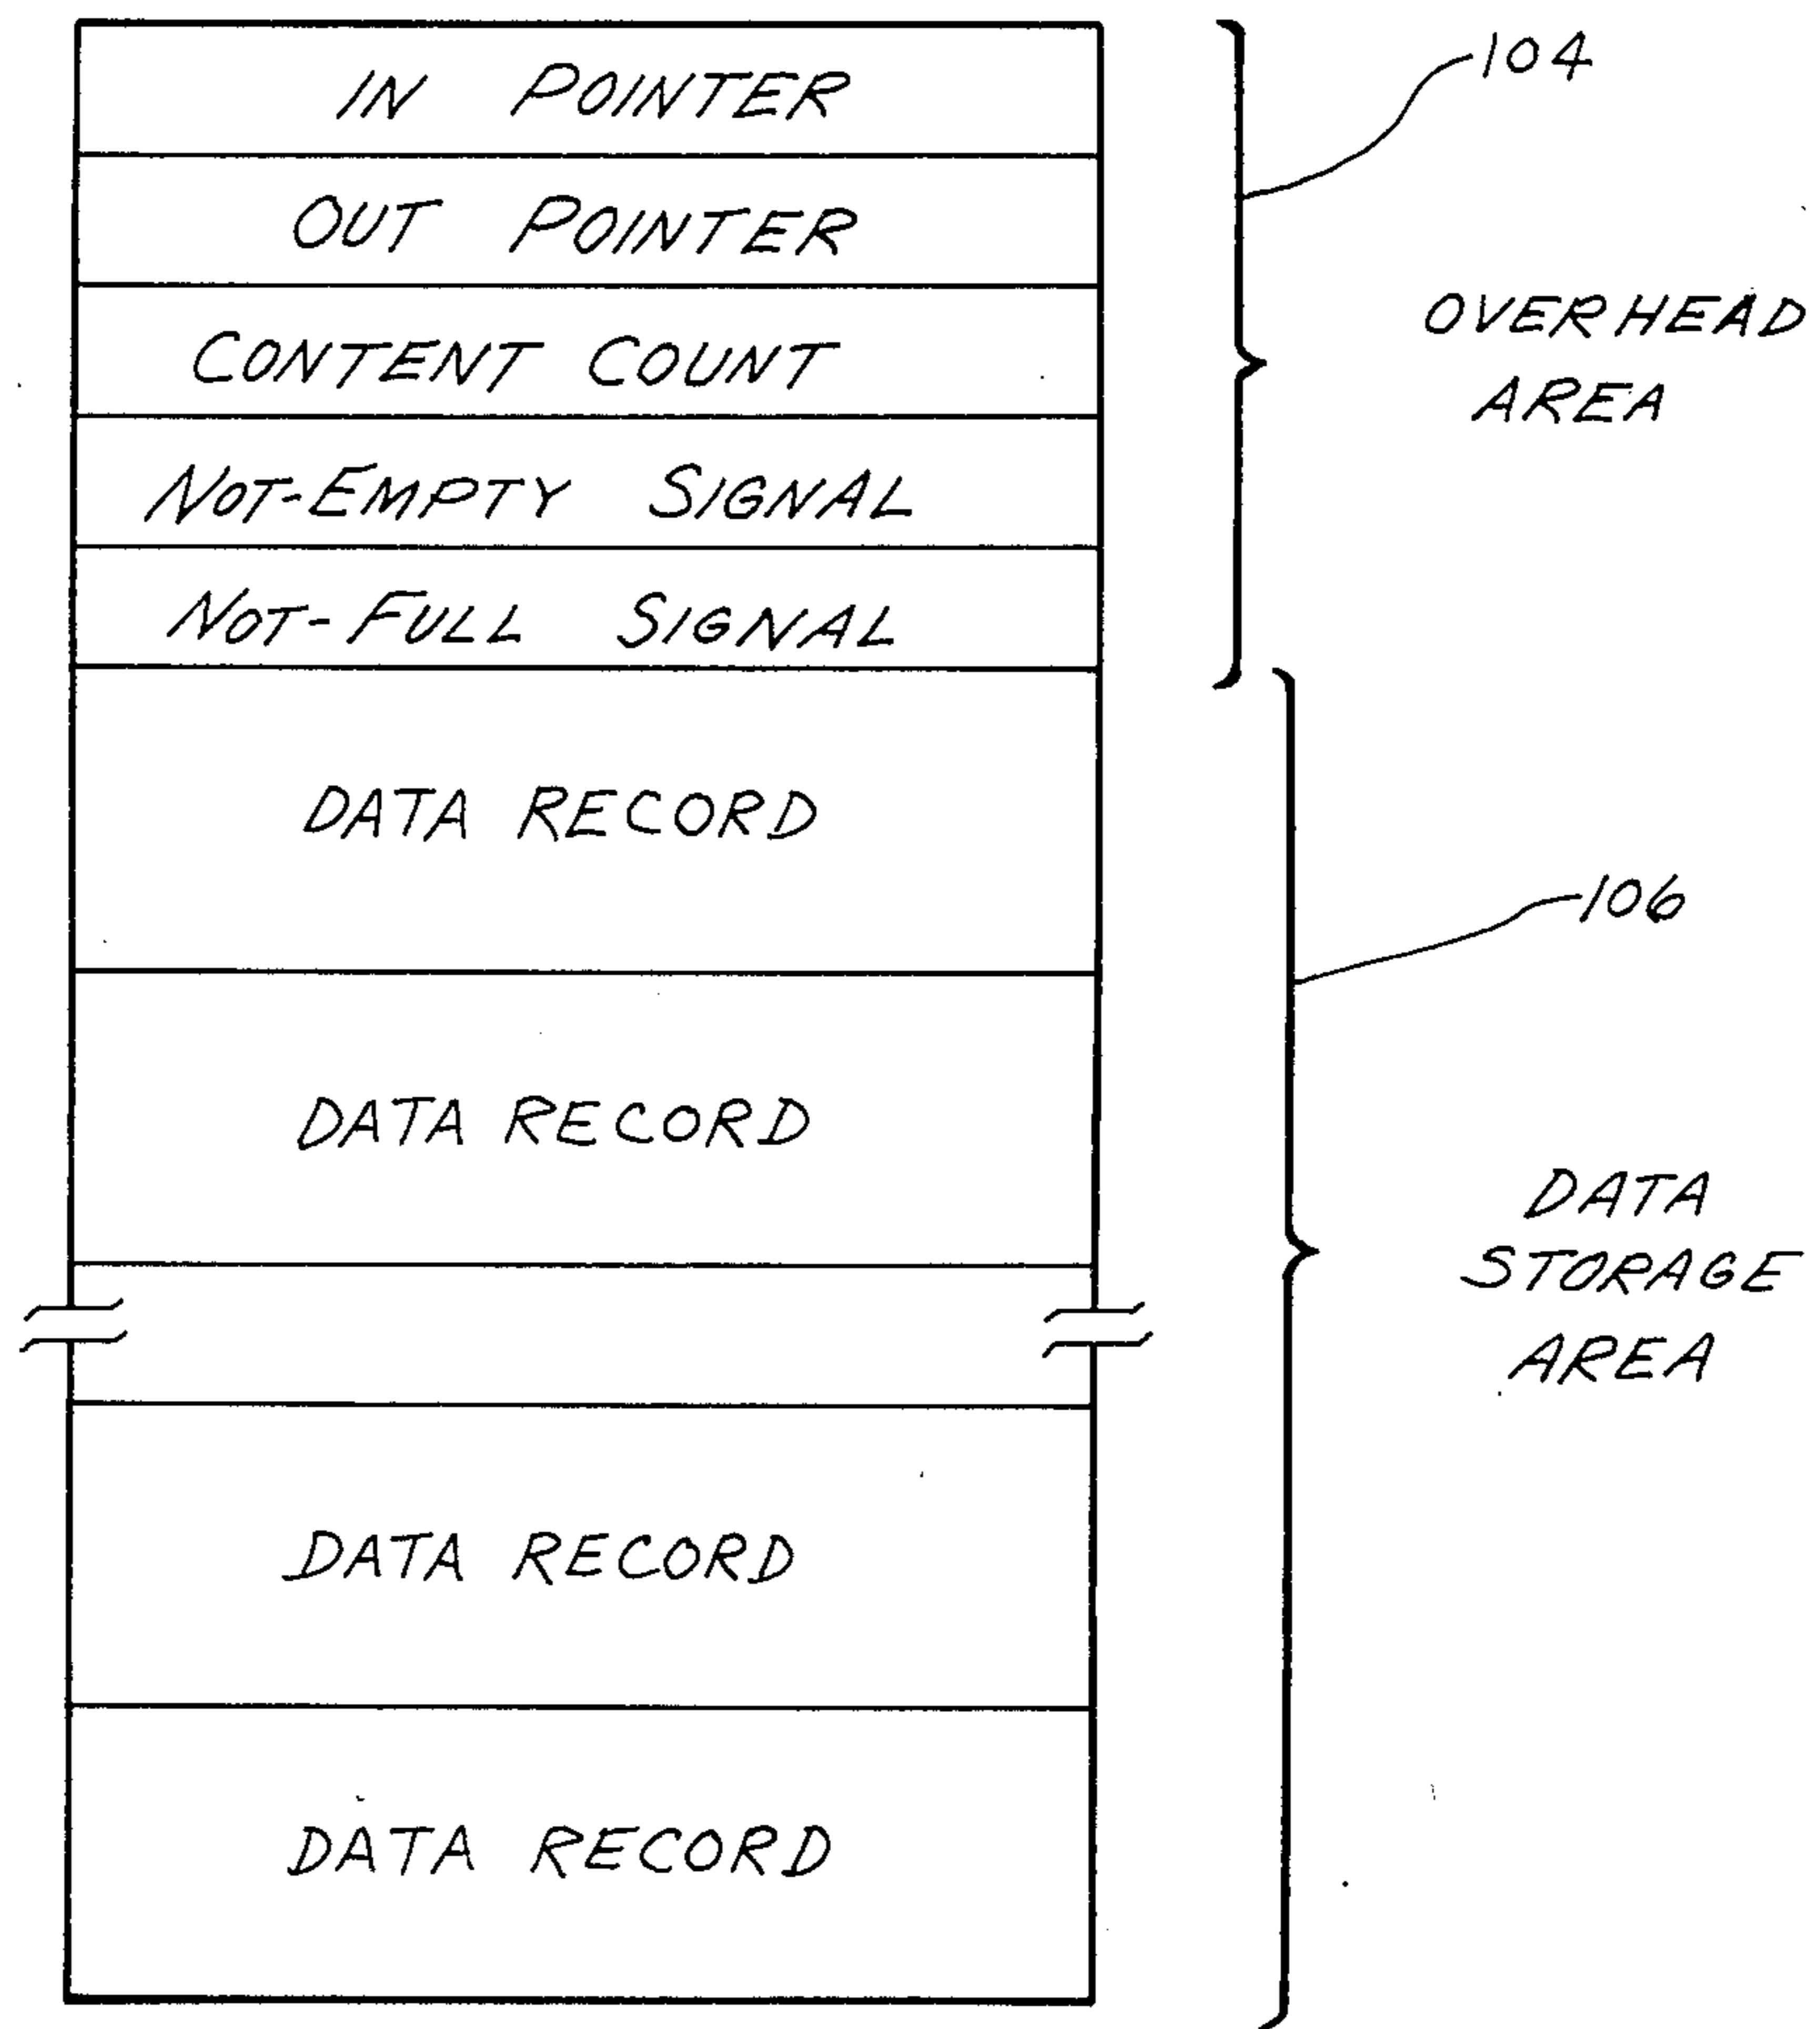 IN POINTER
OUT POINTER
CONTENT COUNT
NOT-EMPTY SIGNAL
NOT-FULL SIGNAL
DATA RECORD
DATA RECORD
DATA RECORD
DATA RECORD
104
OVERHEAD
AREA
106
DATA
STORAGE
AREA